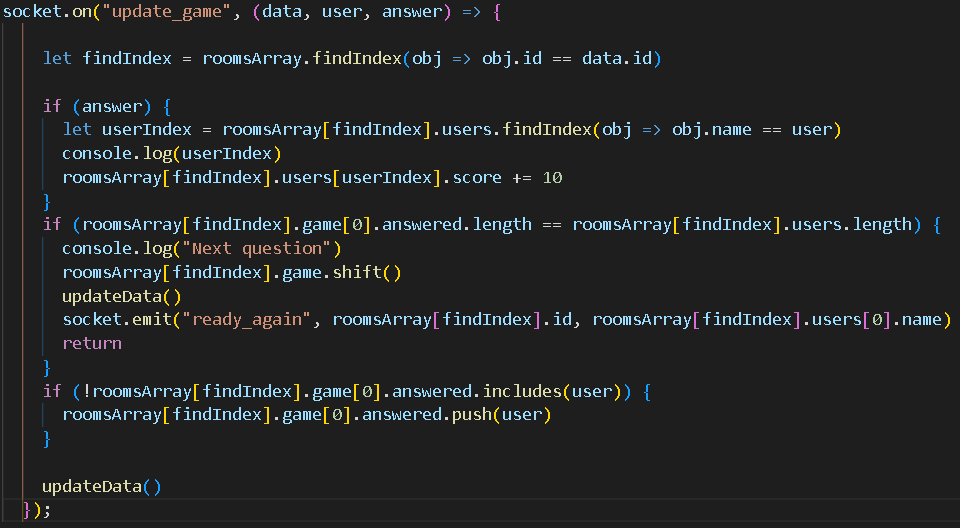 socket.on("update_game", (data, user, answer) => {
let findIndex = roomsArray.findIndex(obj => obj.id == data.id)
if (answer) {
let userIndex = roomsArray[findIndex].users.findIndex(obj => obj.name == user)
console.log(userIndex)
roomsArray[findIndex].users[userIndex].score += 10
}
if (roomsArray[findIndex].game[0].answered.length == roomsArray[findIndex].users.length) {
console.log("Next question")
roomsArray[findIndex].game.shift()
updateData()
socket.emit("ready_again", roomsArray[findIndex].id, roomsArray[findIndex].users[0].name)
return
}
if (!roomsArray[findIndex].game[0].answered.includes(user)) {
roomsArray[findIndex].game[0].answered.push(user)
}
updateData()
});